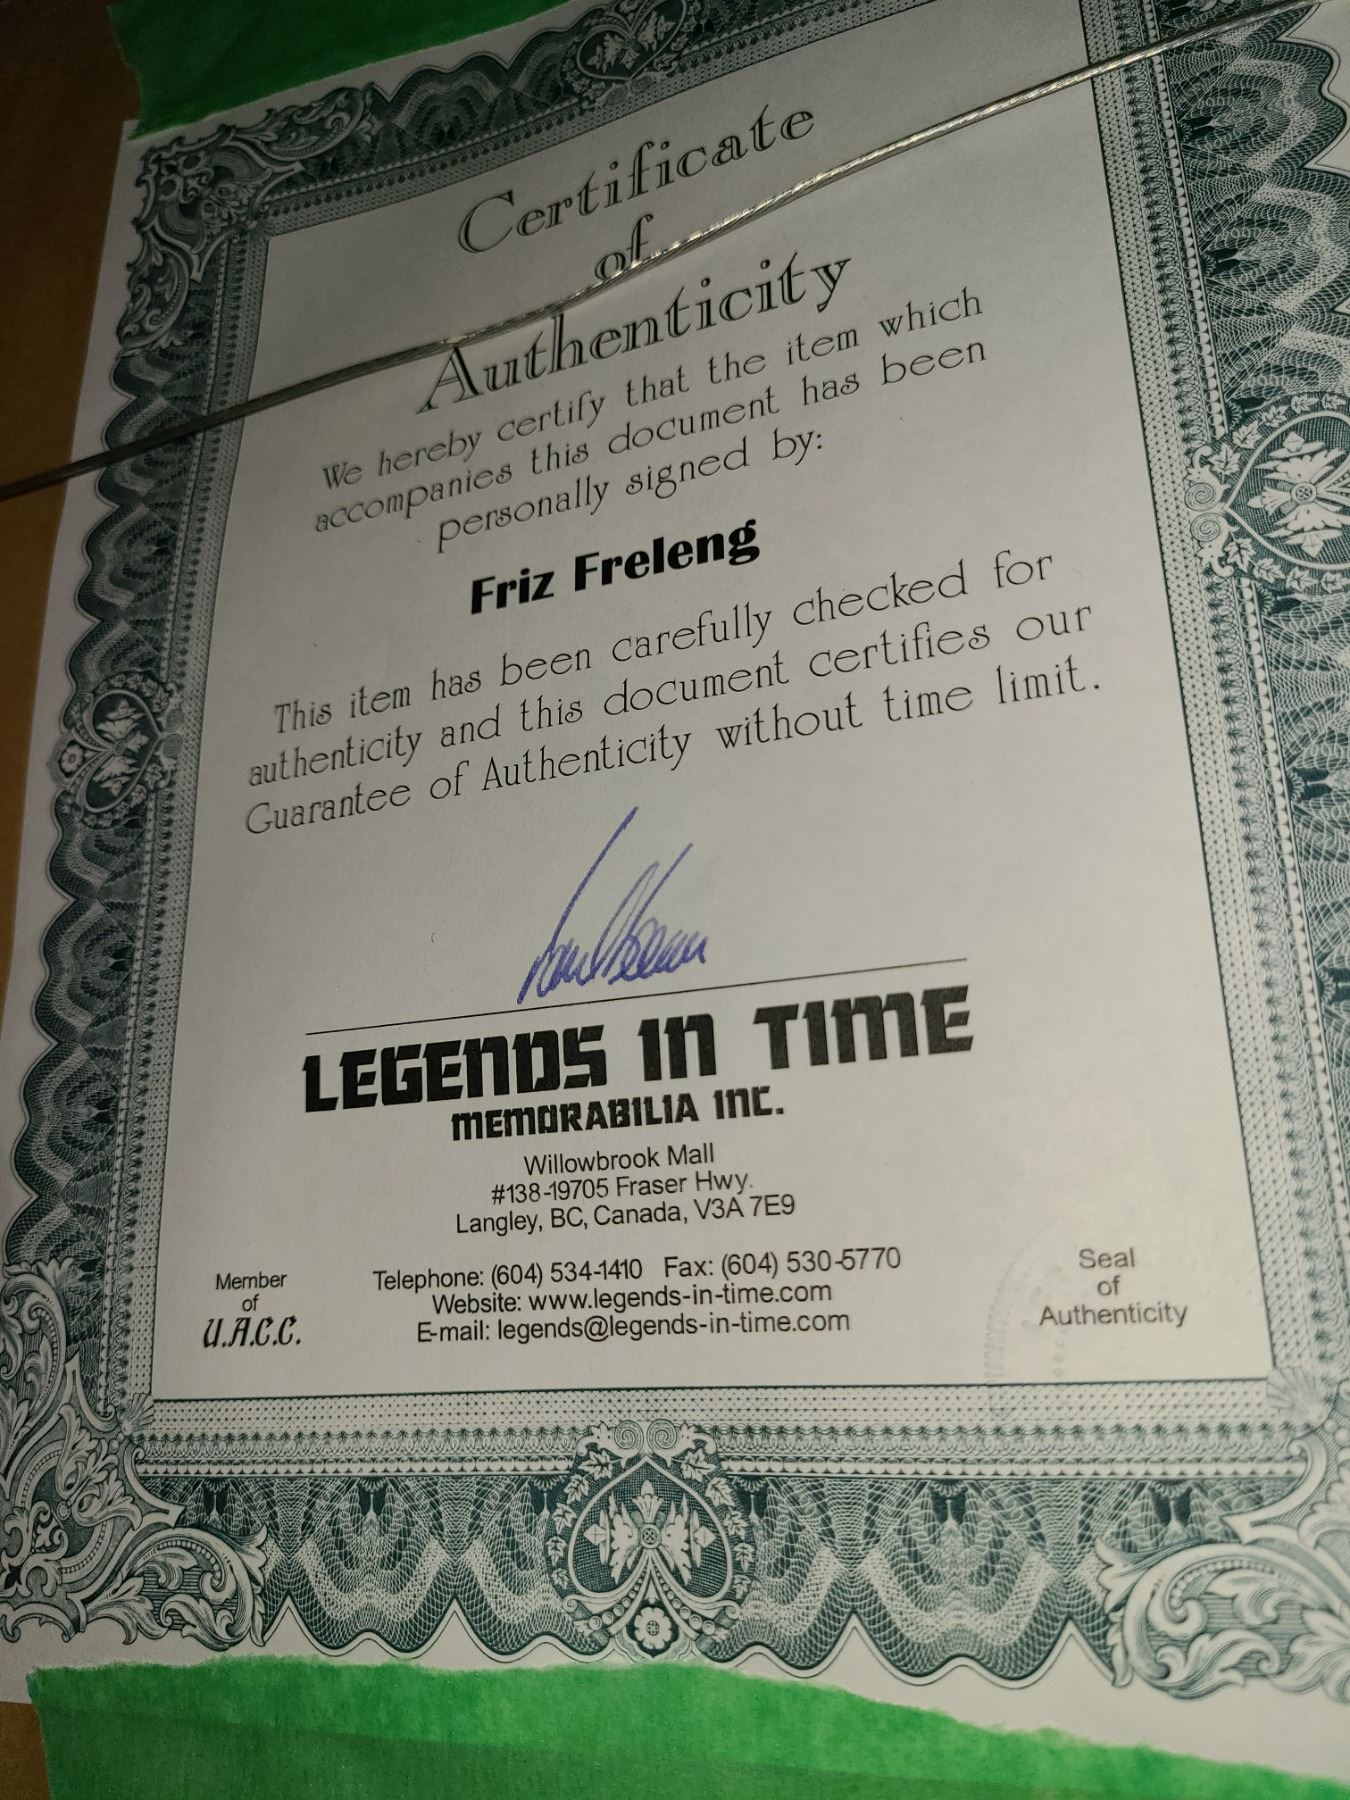 Certificate
of
Authenticity
We hereby certify that the item which
accompanies this document has been
personally signed by:
Friz Freleng
This item has been carefully checked for
authenticity and this document certifies our
Guarantee of Authenticity without time limit.
LEGENDS IN TIME
MEMORABILIA INC.
Willowbrook Mall
#138-19705 Fraser Hwy.
Langley, BC, Canada, V3A 7E9
Telephone: (604) 534-1410 Fax: (604) 530-5770
Website: www.legends-in-time.com
E-mail: legends@legends-in-time.com
Member
of
U.A.C.C.
Seal
of
Authenticity